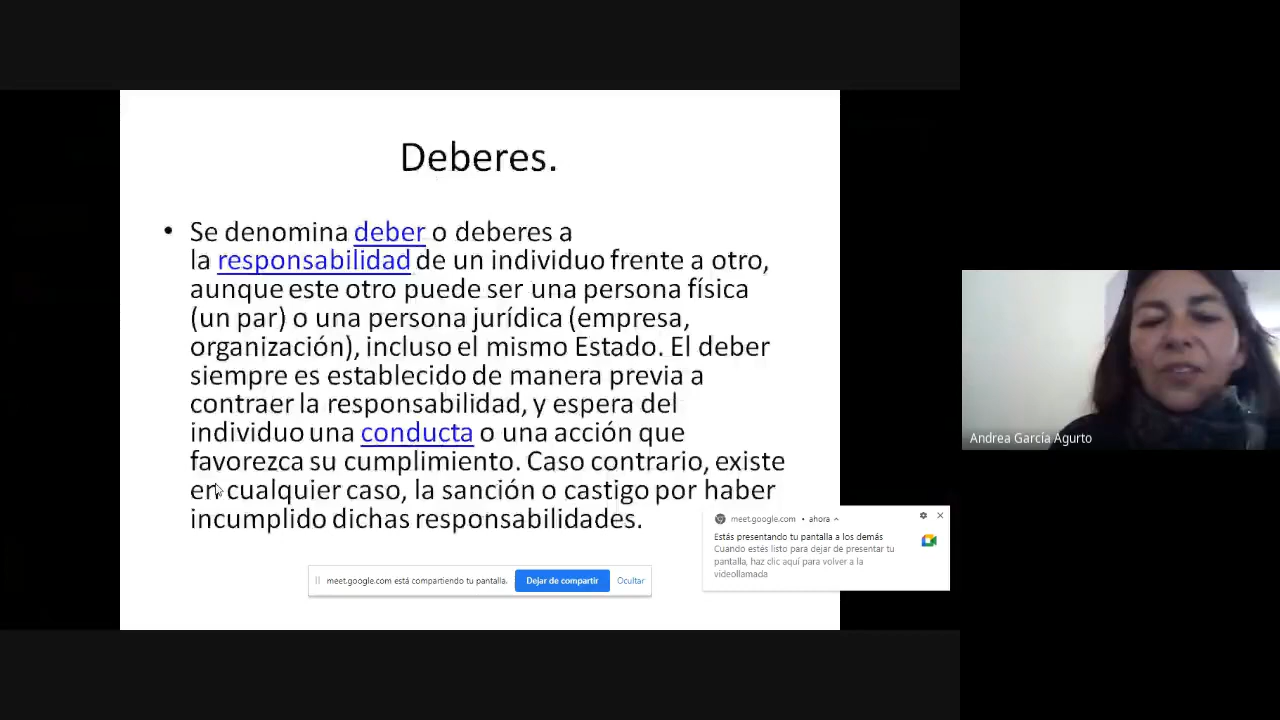 Deberes.
• Se denomina deber o deberes a
la responsabilidad de un individuo frente a otro,
aunque este otro puede ser una persona física
(un par) o una persona jurídica (empresa,
organización), incluso el mismo Estado. El deber
siempre es establecido de manera previa a
contraer la responsabilidad, y espera del
individuo una conducta o una acción que
favorezca su cumplimiento. Caso contrario, existe
en cualquier caso, la sanción o castigo por haber
incumplido dichas responsabilidades.
meet.google.com • ahora
Estás presentando tu pantalla a los demás
Cuando estés listo para dejar de presentar tu
pantalla, haz clic aquí para volver a la
videollamada
meet.google.com está compartiendo tu pantalla.
Dejar de compartir
Ocultar
Andrea García Agurto